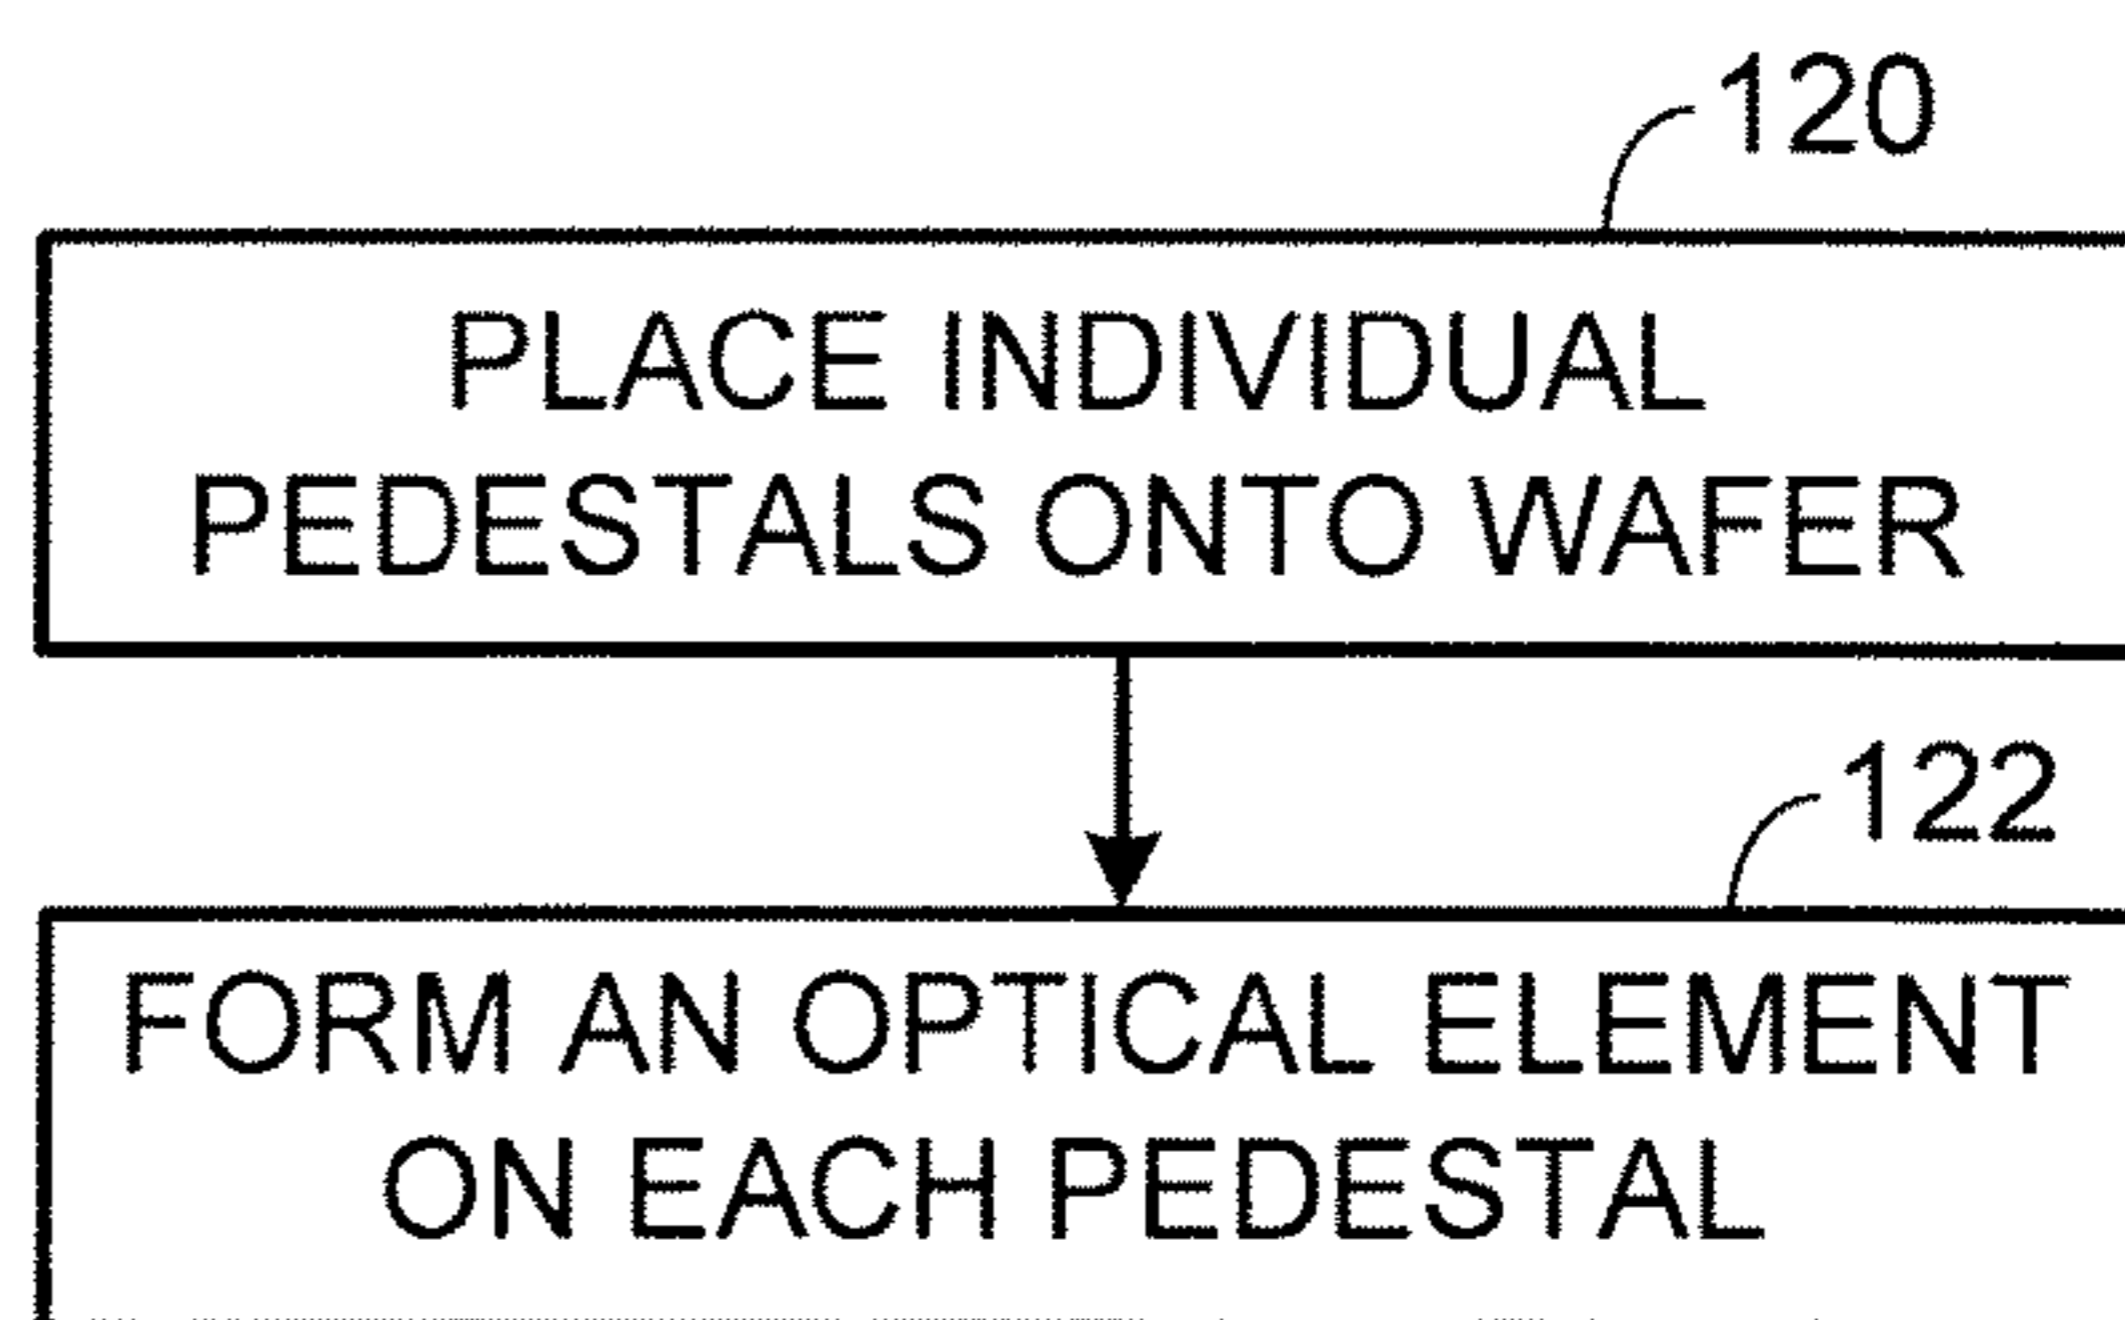 120
PLACE INDIVIDUAL
PEDESTALS ONTO WAFER
122
FORM AN OPTICAL ELEMENT
ON EACH PEDESTAL